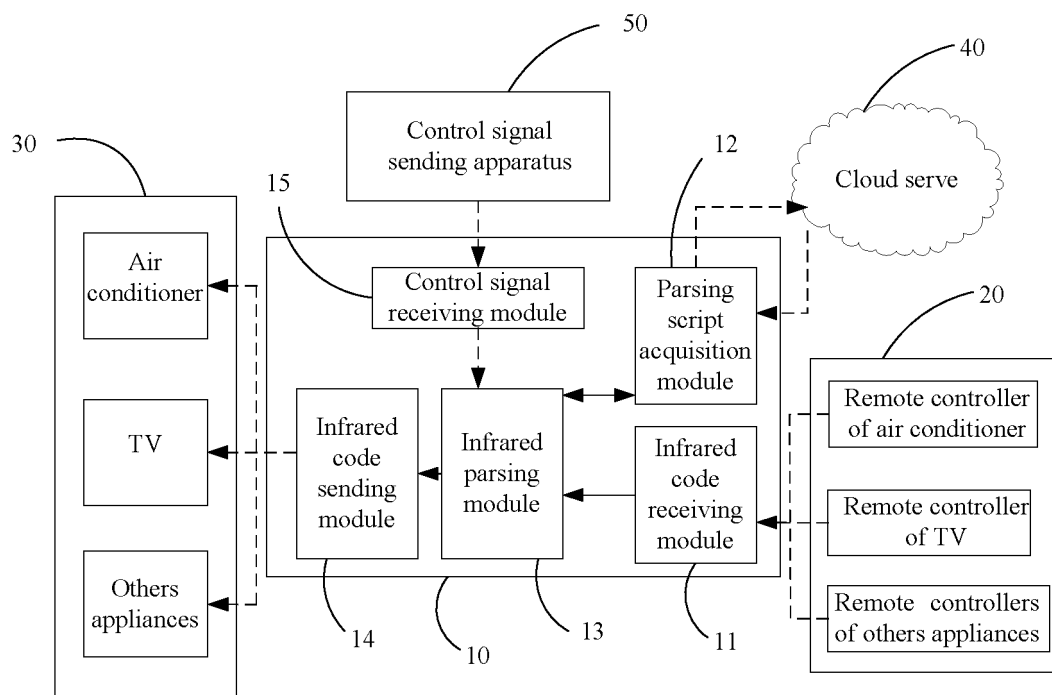 50
40
30
Control signal
sending apparatus
12
Cloud serve
15
Air
conditioner
Control signal
receiving module
Parsing
script
acquisition
module
20
Remote controller
of air conditioner
TV
Infrared
code
sending
module
Infrared
parsing
module
Infrared
code
receiving
module
Remote controller
of TV
Others
appliances
Remote controllers
of others appliances
14
10
13
11